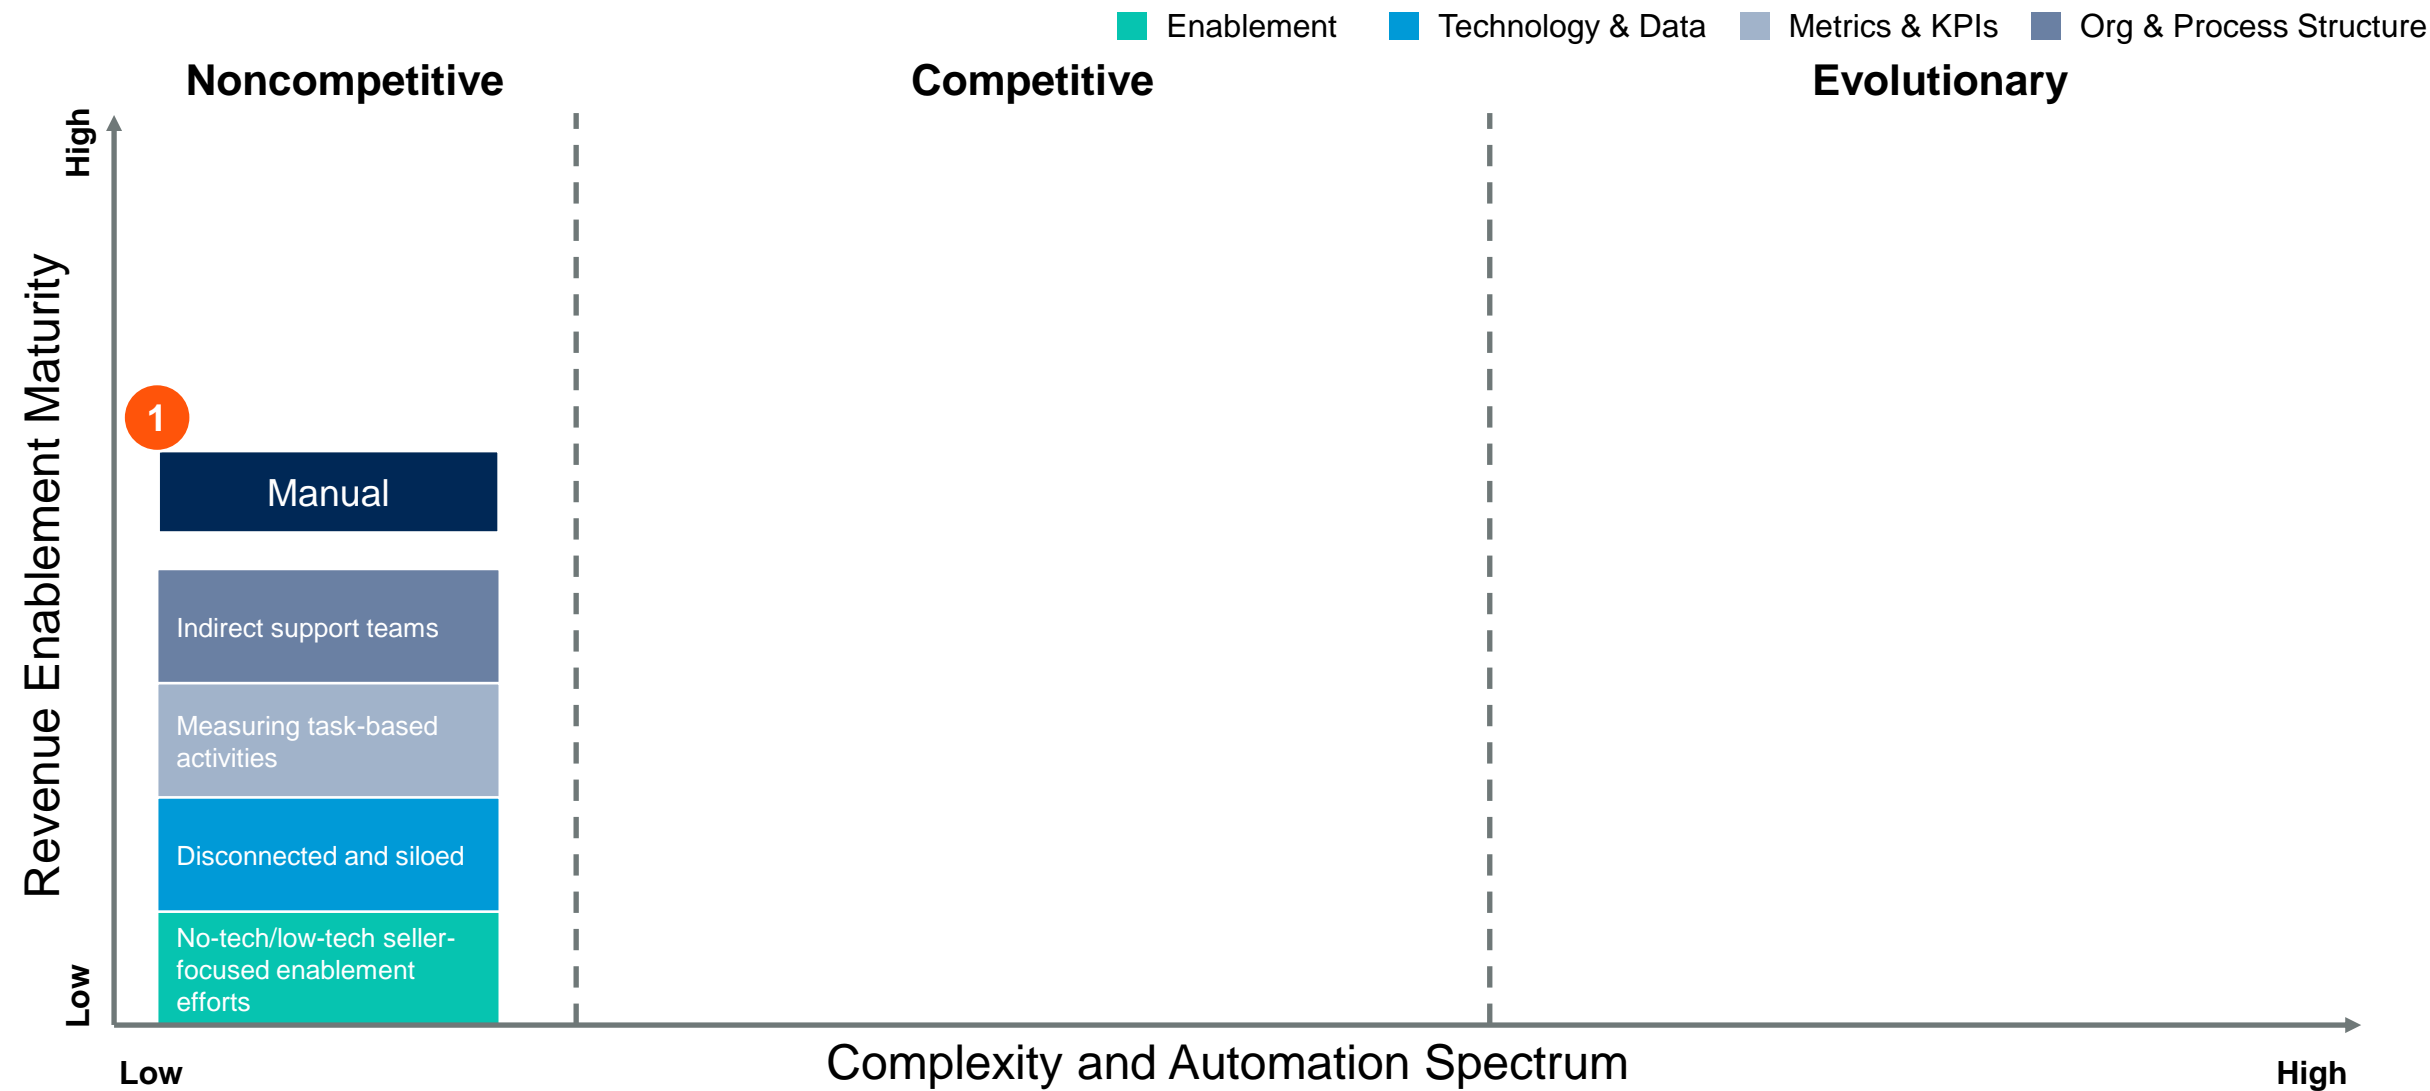 Enablement
Technology & Data
Metrics & KPIs
Org & Process Structure
Noncompetitive
Competitive
Evolutionary
High
Revenue Enablement Maturity
Low
1
Manual
Indirect support teams
Measuring task-based
activities
Disconnected and siloed
No-tech/low-tech seller-
focused enablement
efforts
Low
Complexity and Automation Spectrum
High